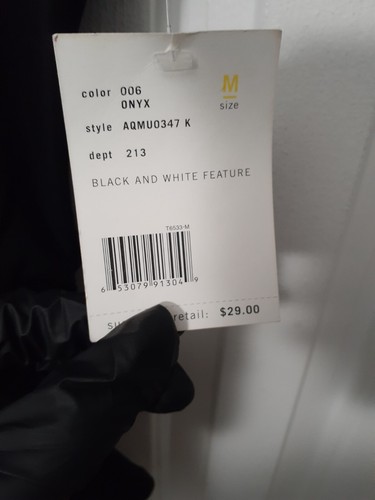 color 006
ONYX
M
size
style AQMU0347 K
dept 213
BLACK AND WHITE FEATURE
T8533-M
6 53079 91304 9
retail: $29.00